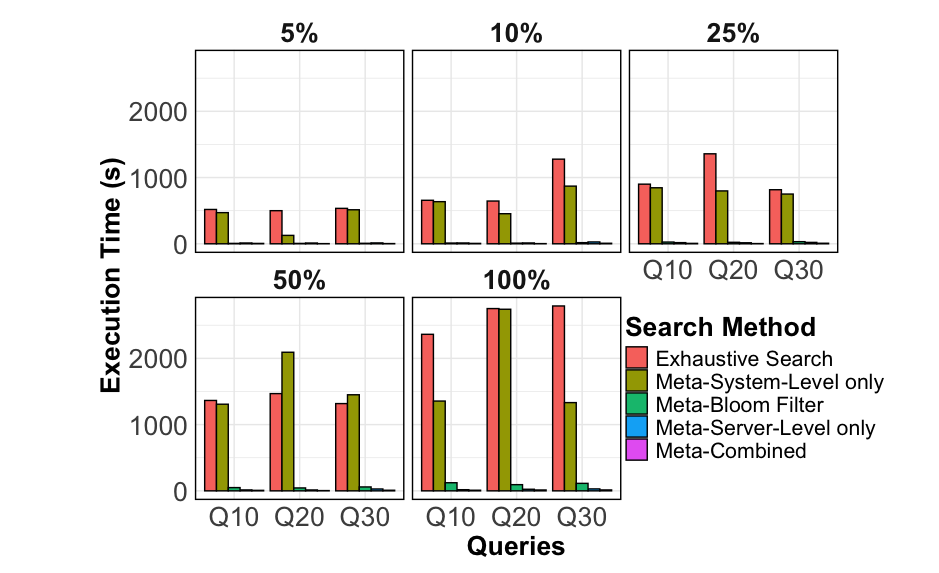 5%
10%
25%
Execution Time (s)
2000
1000
0
Q10 Q20 Q30
50%
100%
2000
1000
0
Q10 Q20 Q30
Q10 Q20 Q30
Queries
Search Method
Exhaustive Search
Meta-System-Level only
Meta-Bloom Filter
Meta-Server-Level only
Meta-Combined